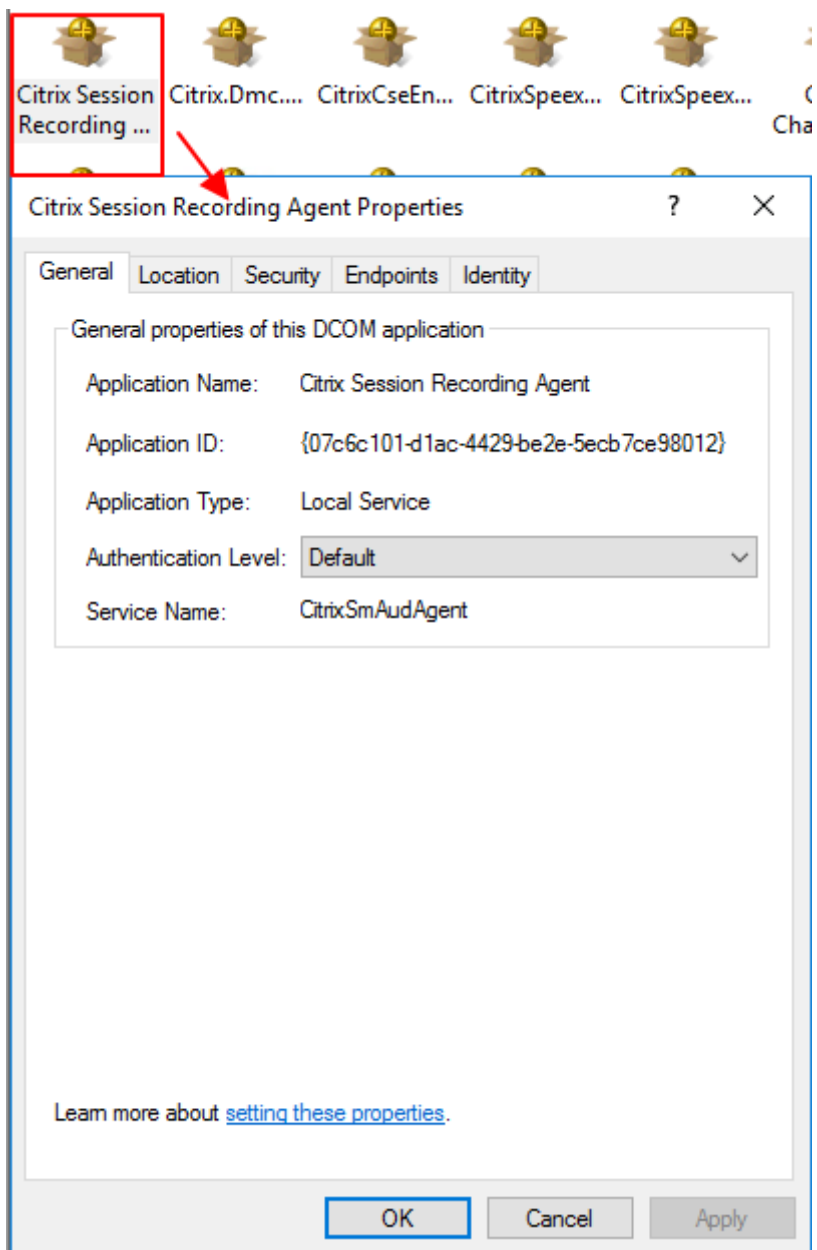 Citrix Session Recording ...
Citrix.Dmc....
CitrixCseEn...
CitrixSpeex...
CitrixSpeex...
Cha
Citrix Session Recording Agent Properties ? X
General Location Security Endpoints Identity
General properties of this DCOM application
Application Name: Citrix Session Recording Agent
Application ID: {07c6c101-d1ac-4429-be2e-5ecb7ce98012}
Application Type: Local Service
Authentication Level: Default
Service Name: CitrixSmAudAgent
Learn more about setting these properties.
OK Cancel Apply